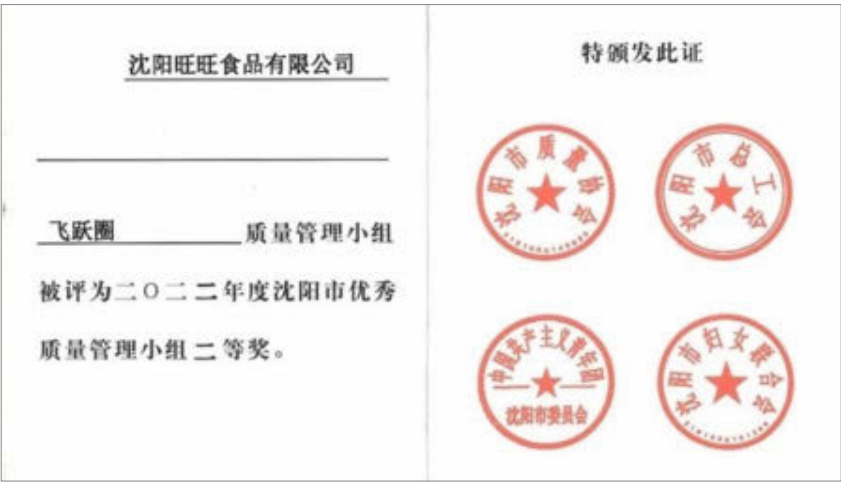 沈阳旺旺食品有限公司
飞跃圈 质量管理小组
被评为二〇二二年度沈阳市优秀
质量管理小组二等奖。
特颁发此证
沈阳市质量协会
沈阳市总工会
中国共产主义青年团
沈阳市委员会
沈阳市妇女联合会